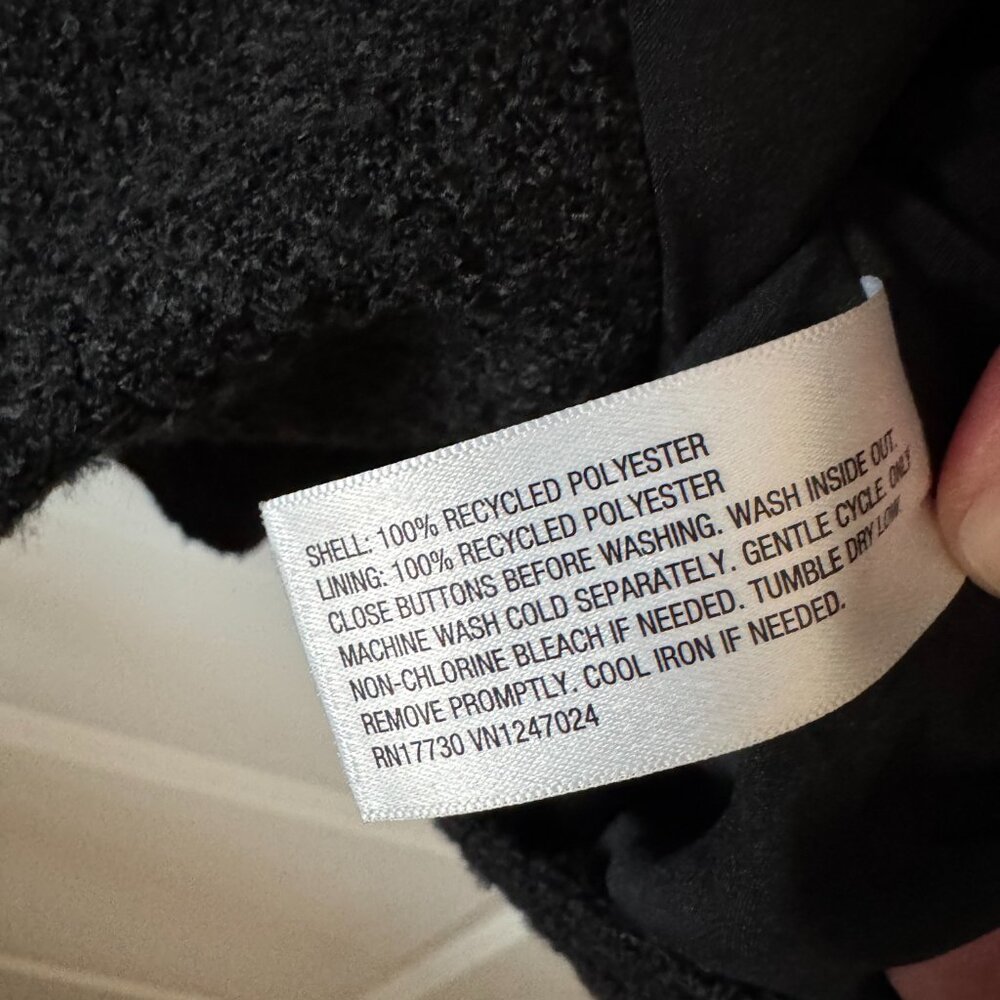 SHELL: 100% RECYCLED POLYESTER
LINING: 100% RECYCLED POLYESTER
CLOSE BUTTONS BEFORE WASHING. WASH INSIDE OUT.
MACHINE WASH COLD SEPARATELY. GENTLE CYCLE ONLY
NON-CHLORINE BLEACH IF NEEDED. TUMBLE DRY LOW.
REMOVE PROMPTLY. COOL IRON IF NEEDED.
RN17730 VN1247024